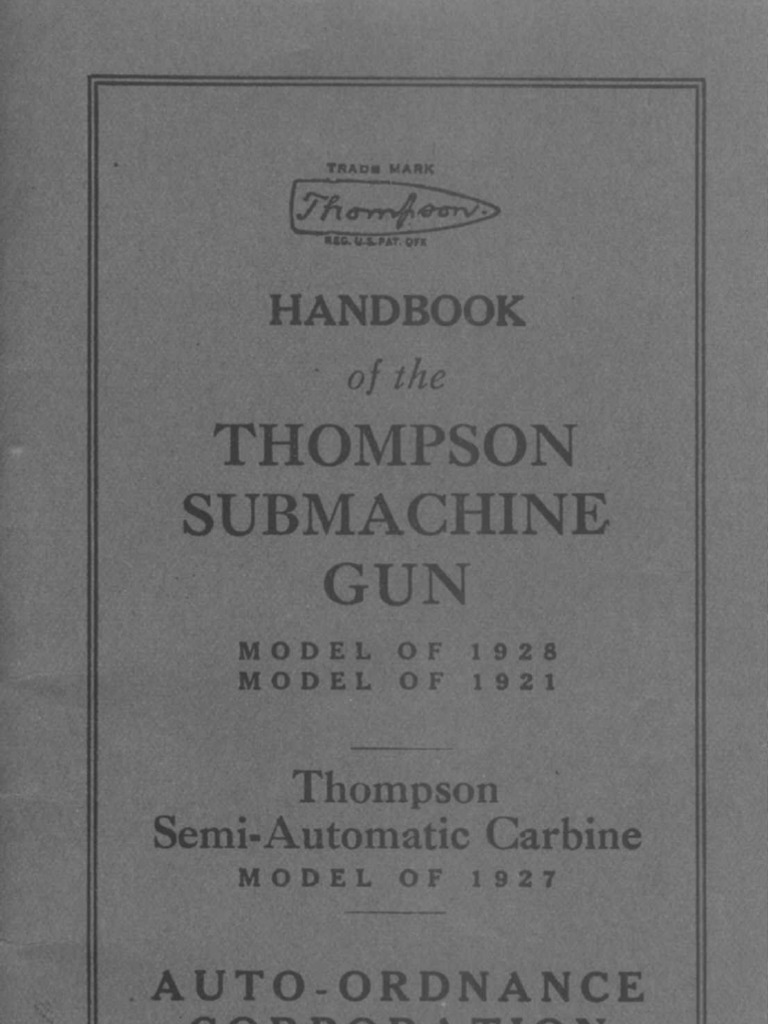 TRADE MARK
Thompson.
REG. U.S. PAT. OFF.
HANDBOOK
of the
THOMPSON
SUBMACHINE
GUN
MODEL OF 1928
MODEL OF 1921
Thompson
Semi-Automatic Carbine
MODEL OF 1927
AUTO-ORDNANCE
CORPORATION